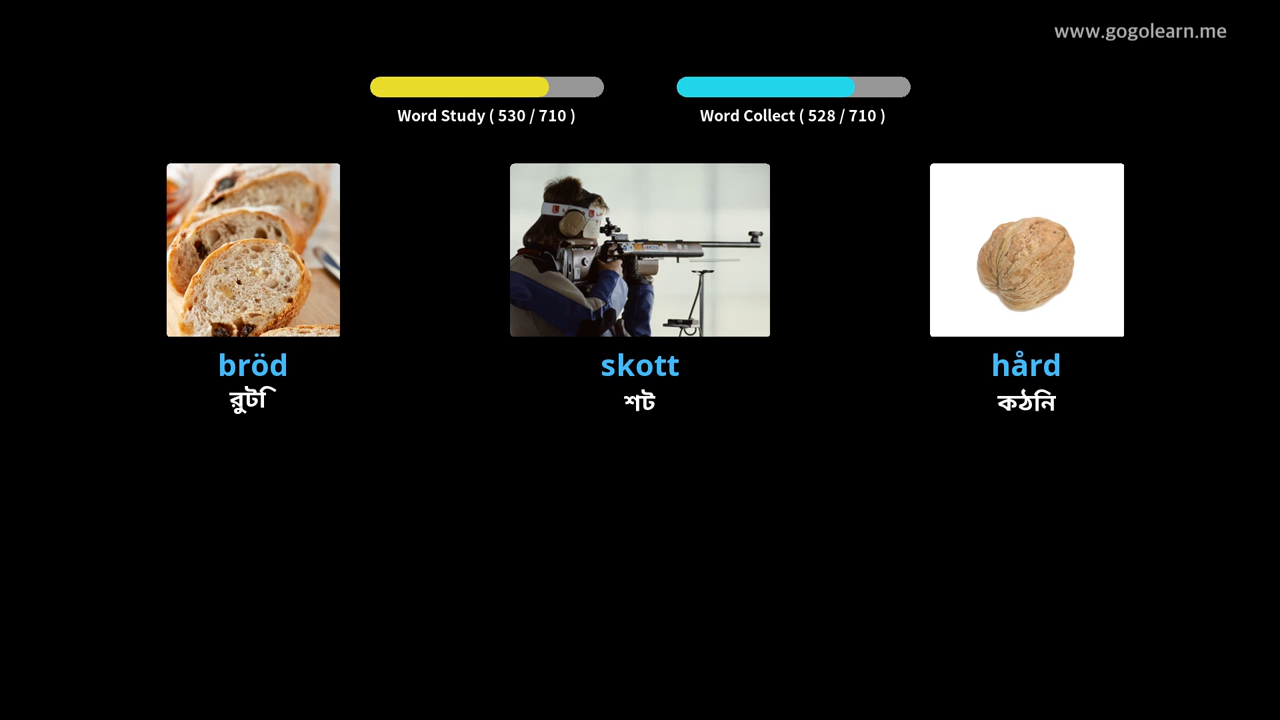 www.gogolearn.me
Word Study ( 530 / 710 )
Word Collect ( 528 / 710 )
bröd
রুটি
skott
শট
hård
কঠিন